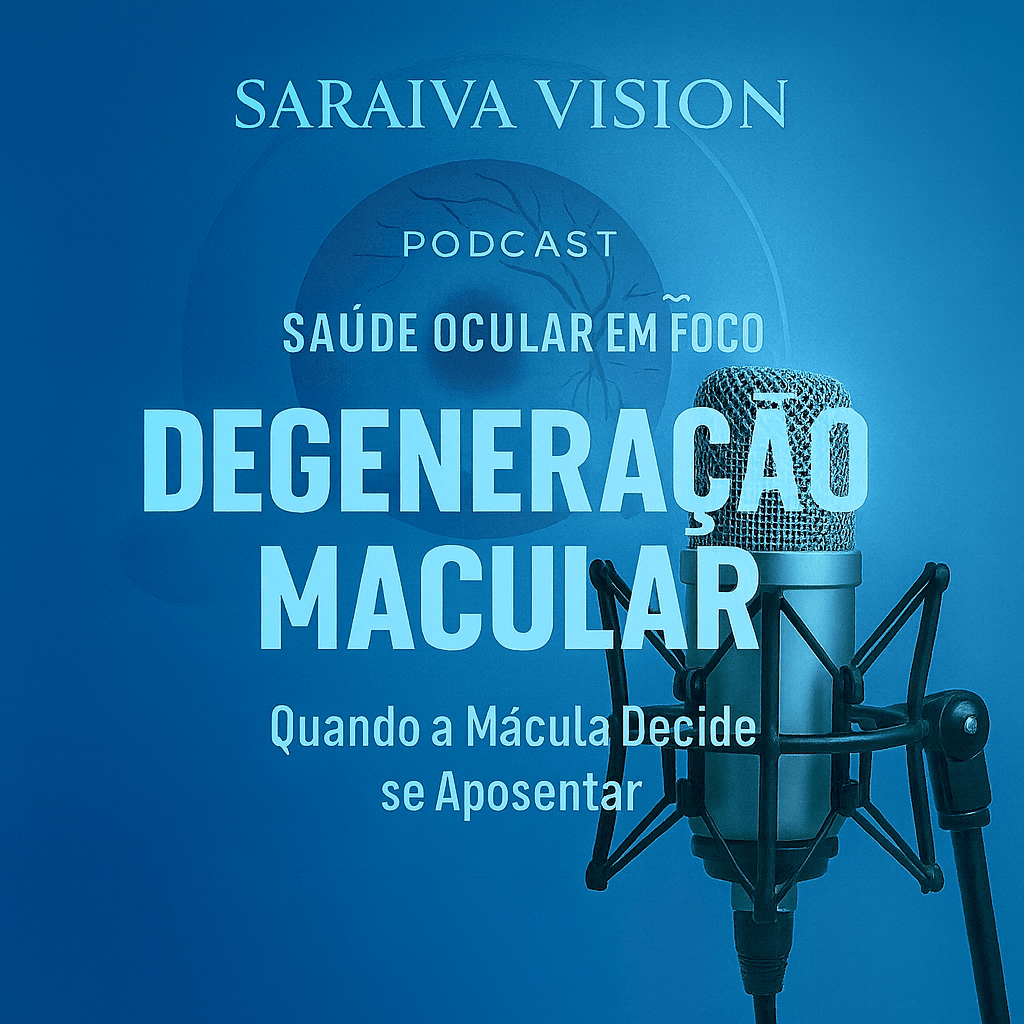 SARAIVA VISION
PODCAST
SAÚDE OCULAR EM FOCO
DEGENERAÇÃO
MACULAR
Quando a Mácula Decide
se Aposentar